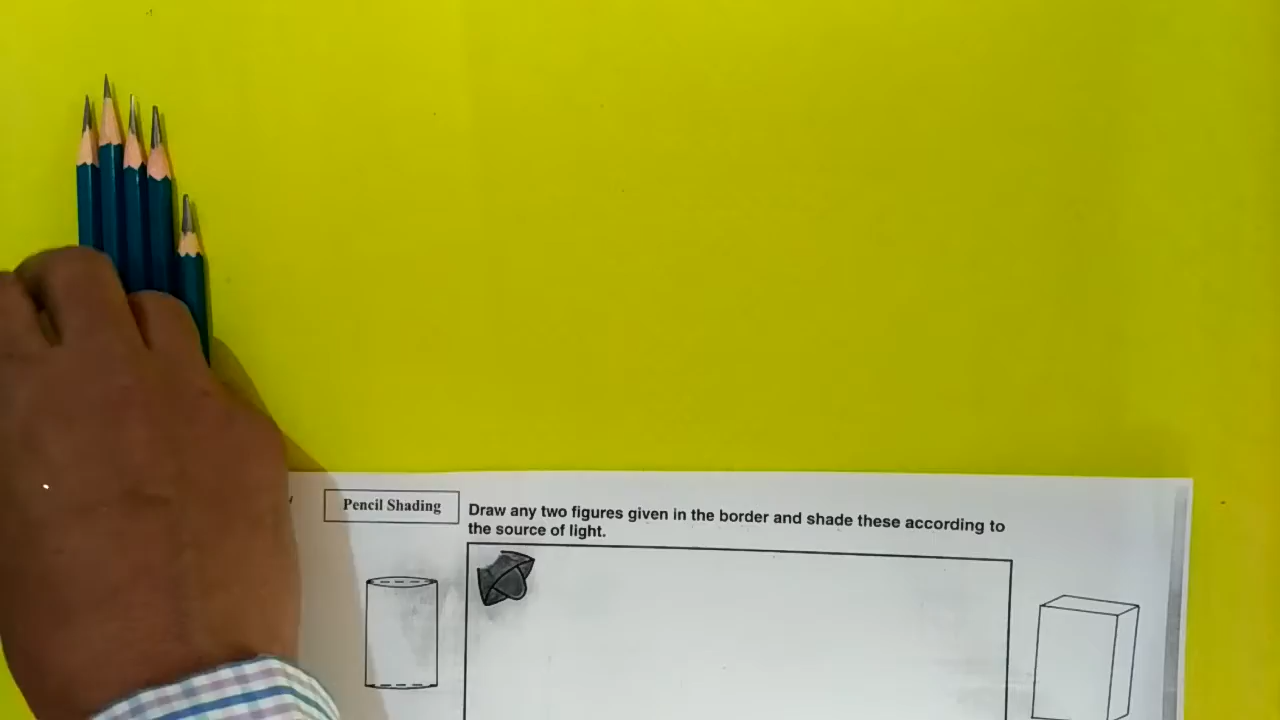 Pencil Shading
Draw any two figures given in the border and shade these according to
the source of light.